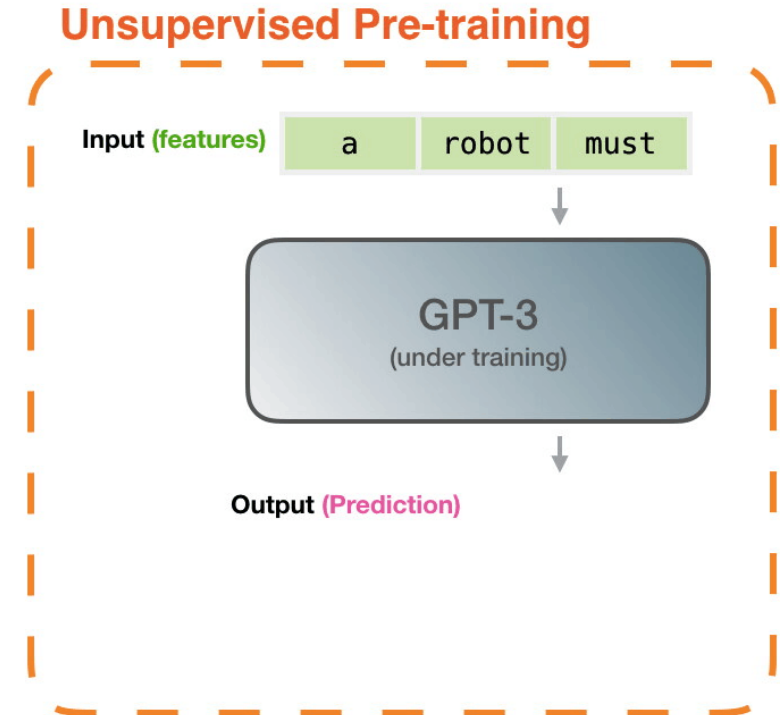 Unsupervised Pre-training
Input (features) a robot must
GPT-3
(under training)
Output (Prediction)